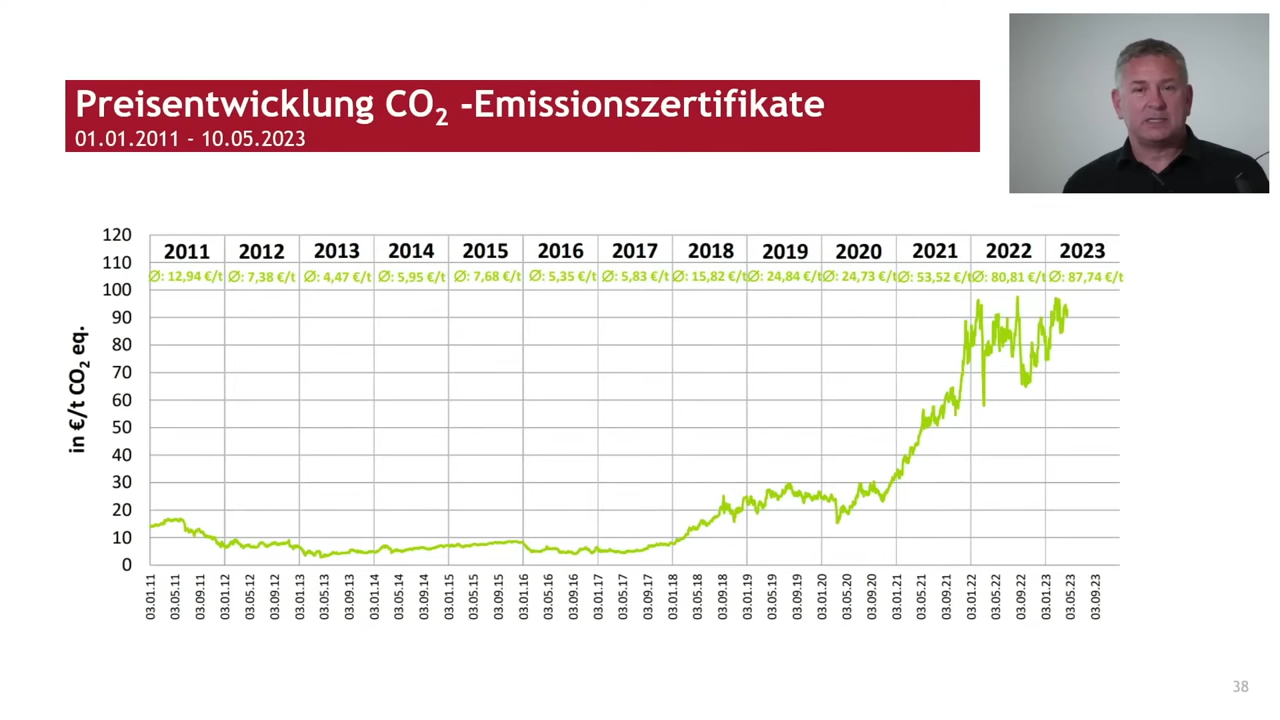 Preisentwicklung CO₂ -Emissionszertifikate
01.01.2011 - 10.05.2023
in €/t CO₂ eq.
120
110
100
90
80
70
60
50
40
30
20
10
0
2011 2012 2013 2014 2015 2016 2017 2018 2019 2020 2021 2022 2023
∅: 12,94 €/t ∅: 7,38 €/t ∅: 4,47 €/t ∅: 5,95 €/t ∅: 7,68 €/t ∅: 5,35 €/t ∅: 5,83 €/t ∅: 15,82 €/t ∅: 24,84 €/t ∅: 24,73 €/t ∅: 53,52 €/t ∅: 80,81 €/t ∅: 87,74 €/t
03.01.11 03.05.11 03.09.11 03.01.12 03.05.12 03.09.12 03.01.13 03.05.13 03.09.13 03.01.14 03.05.14 03.09.14 03.01.15 03.05.15 03.09.15 03.01.16 03.05.16 03.09.16 03.01.17 03.05.17 03.09.17 03.01.18 03.05.18 03.09.18 03.01.19 03.05.19 03.09.19 03.01.20 03.05.20 03.09.20 03.01.21 03.05.21 03.09.21 03.01.22 03.05.22 03.09.22 03.01.23 03.05.23 03.09.23
38